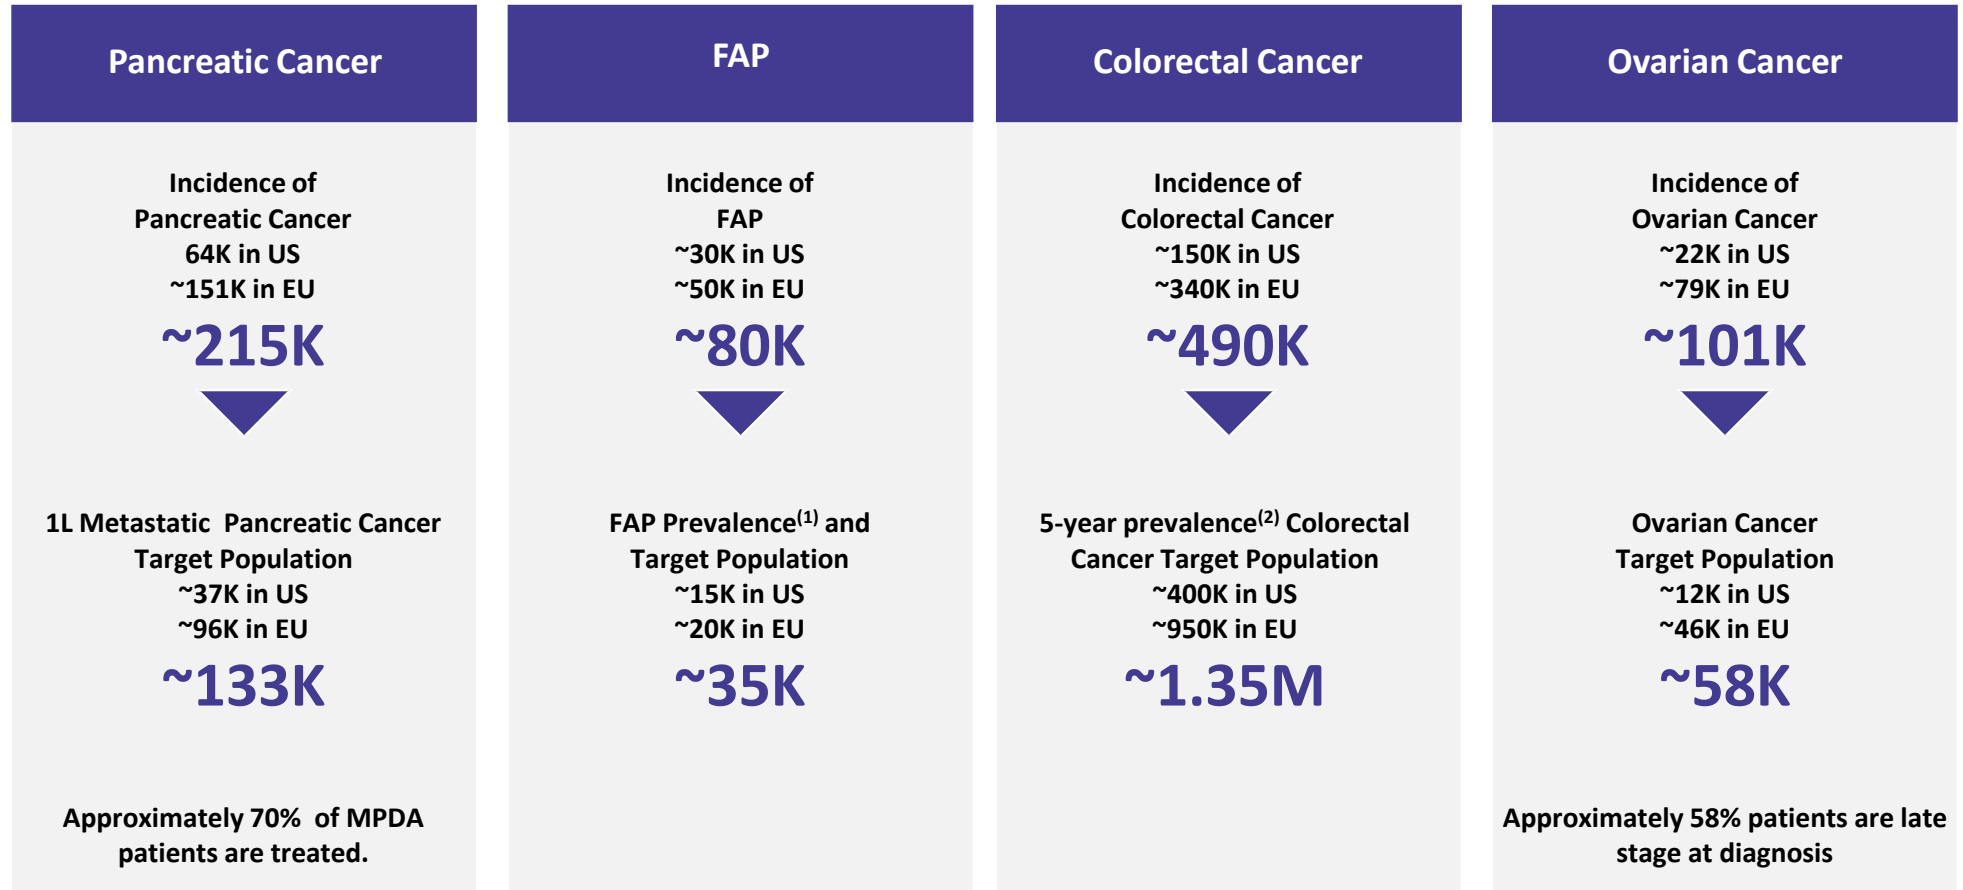 Pancreatic Cancer
Incidence of
Pancreatic Cancer
64K in US
~151K in EU
~215K
1L Metastatic  Pancreatic Cancer
Target Population
~37K in US
~96K in EU
~133K
Approximately 70%  of MPDA
patients are treated.
FAP
Incidence of
FAP
~30K in US
~50K in EU
~80K
FAP Prevalence(1) and
Target Population
~15K in US
~20K in EU
~35K
Colorectal Cancer
Incidence of
Colorectal Cancer
~150K in US
~340K in EU
~490K
5-year prevalence(2) Colorectal
Cancer Target Population
~400K in US
~950K in EU
~1.35M
Ovarian Cancer
Incidence of
Ovarian Cancer
~22K in US
~79K in EU
~101K
Ovarian Cancer
Target Population
~12K in US
~46K in EU
~58K
Approximately 58% patients are late
stage at diagnosis